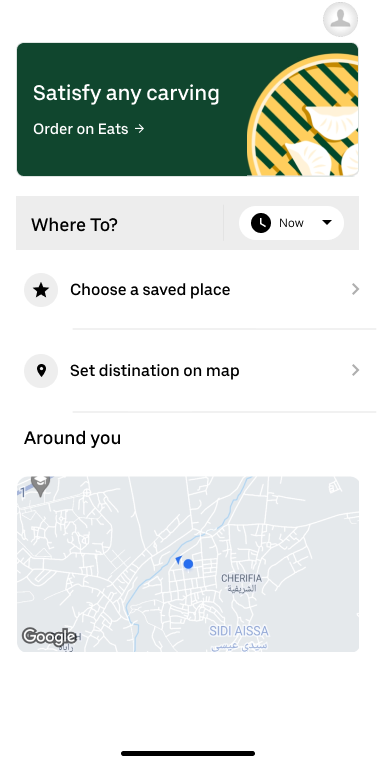 Satisfy any carving
Order on Eats →
Where To?
Now
Choose a saved place
Set distination on map
Around you
CHERIFIA
الشريفية
SIDI AISSA
سيدي عيسى
Google